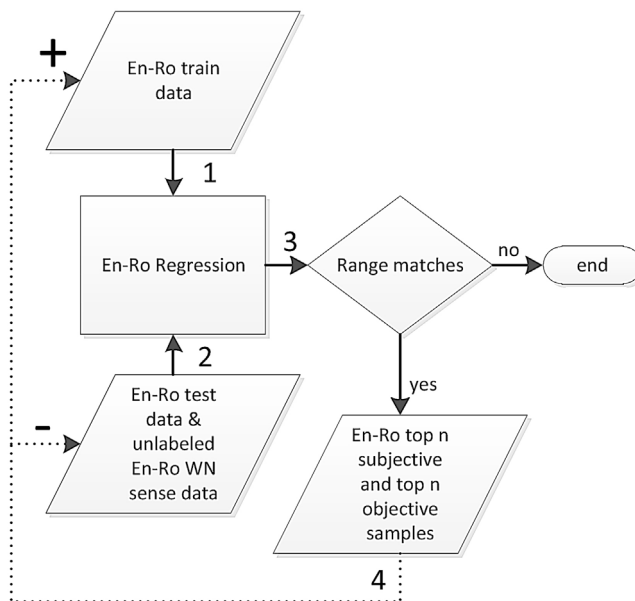 +
En-Ro train
data
1
En-Ro Regression
3
Range matches
no
end
2
yes
-
En-Ro test
data &
unlabeled
En-Ro WN
sense data
En-Ro top n
subjective
and top n
objective
samples
4